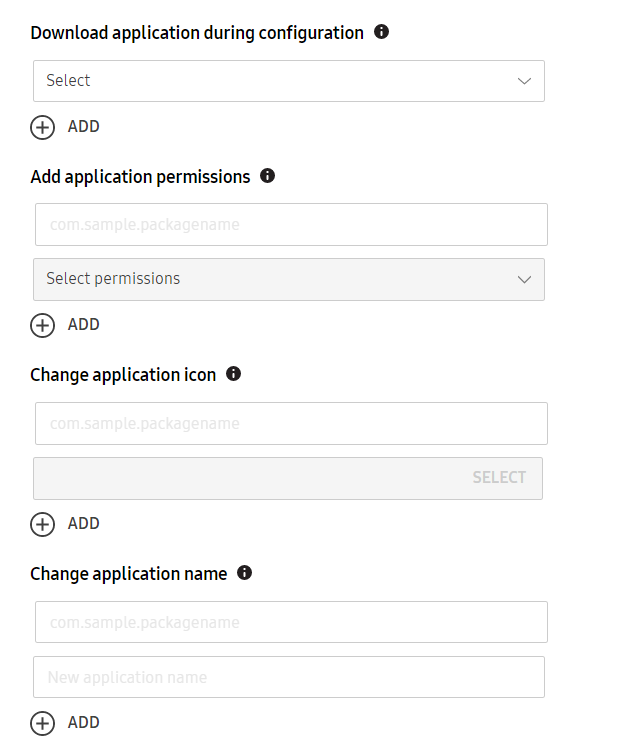 Download application during configuration
Select
ADD
Add application permissions
com.sample.packagename
Select permissions
ADD
Change application icon
com.sample.packagename
SELECT
ADD
Change application name
com.sample.packagename
New application name
ADD